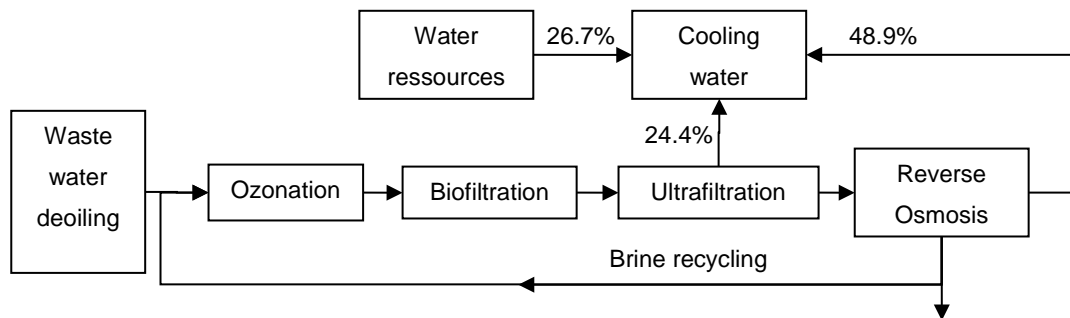 Water
ressources
26.7%
Cooling
water
48.9%
24.4%
Waste
water
deoiling
Ozonation
Biofiltration
Ultrafiltration
Reverse
Osmosis
Brine recycling